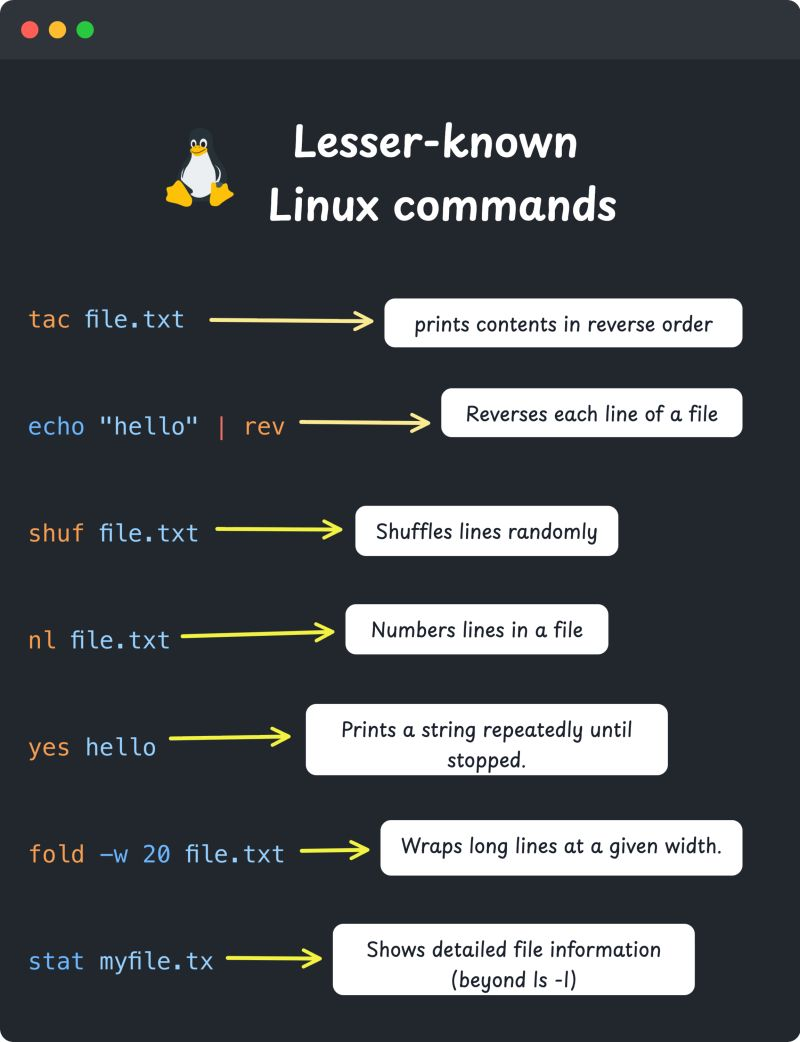 Lesser-known
Linux commands
tac file.txt
prints contents in reverse order
echo "hello" | rev
Reverses each line of a file
shuf file.txt
Shuffles lines randomly
nl file.txt
Numbers lines in a file
yes hello
Prints a string repeatedly until
stopped.
fold -w 20 file.txt
Wraps long lines at a given width.
stat myfile.tx
Shows detailed file information
(beyond ls -l)